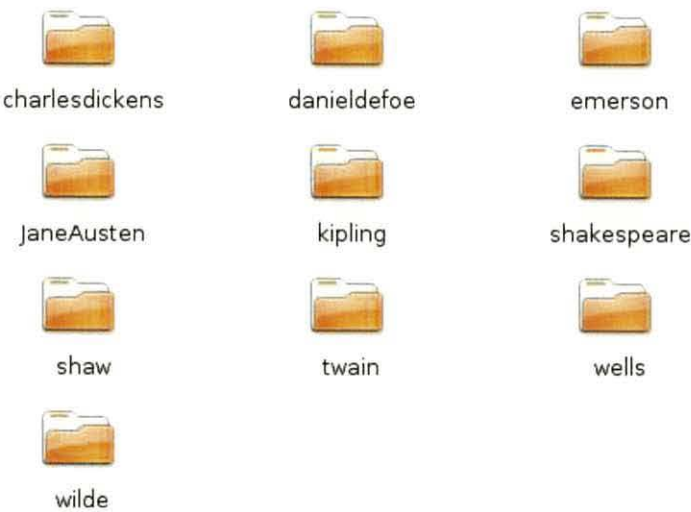 charlesdickens danieldefoe emerson
JaneAusten kipling shakespeare
shaw twain wells
wilde